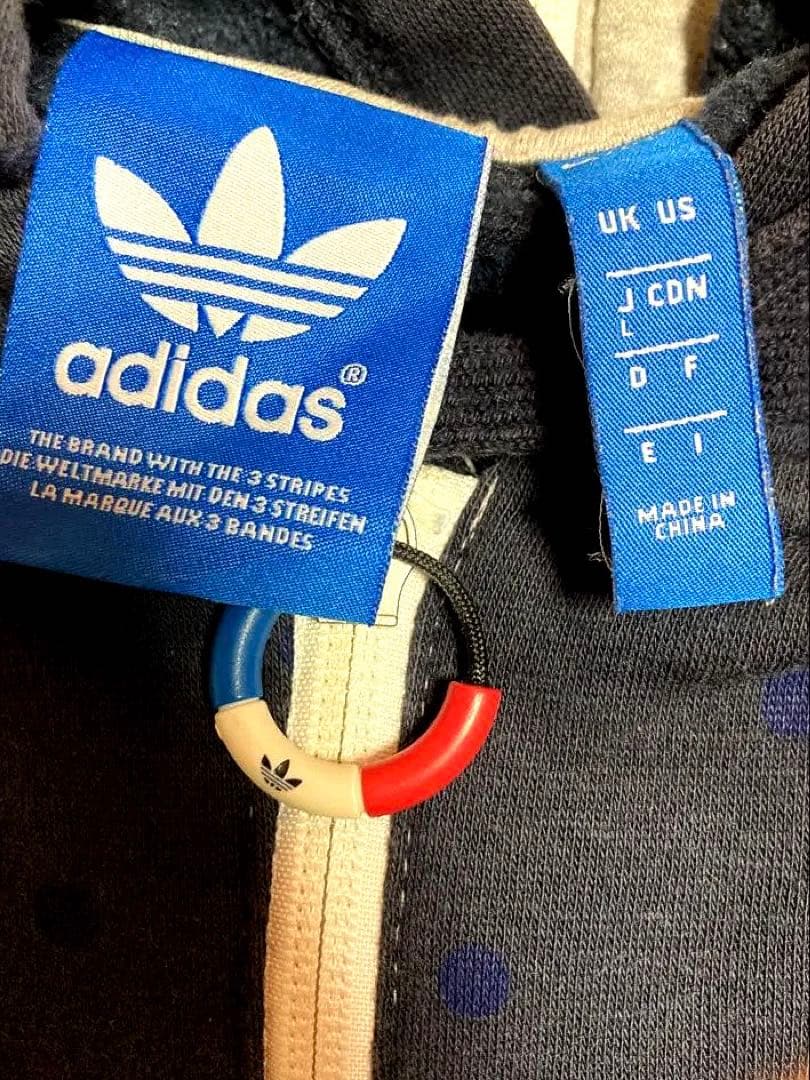 adidas®
THE BRAND WITH THE 3 STRIPES
DIE WELTMARKE MIT DEN 3 STREIFEN
LA MARQUE AUX 3 BANDES
UK US
J CDN
L
D F
E I
MADE IN
CHINA